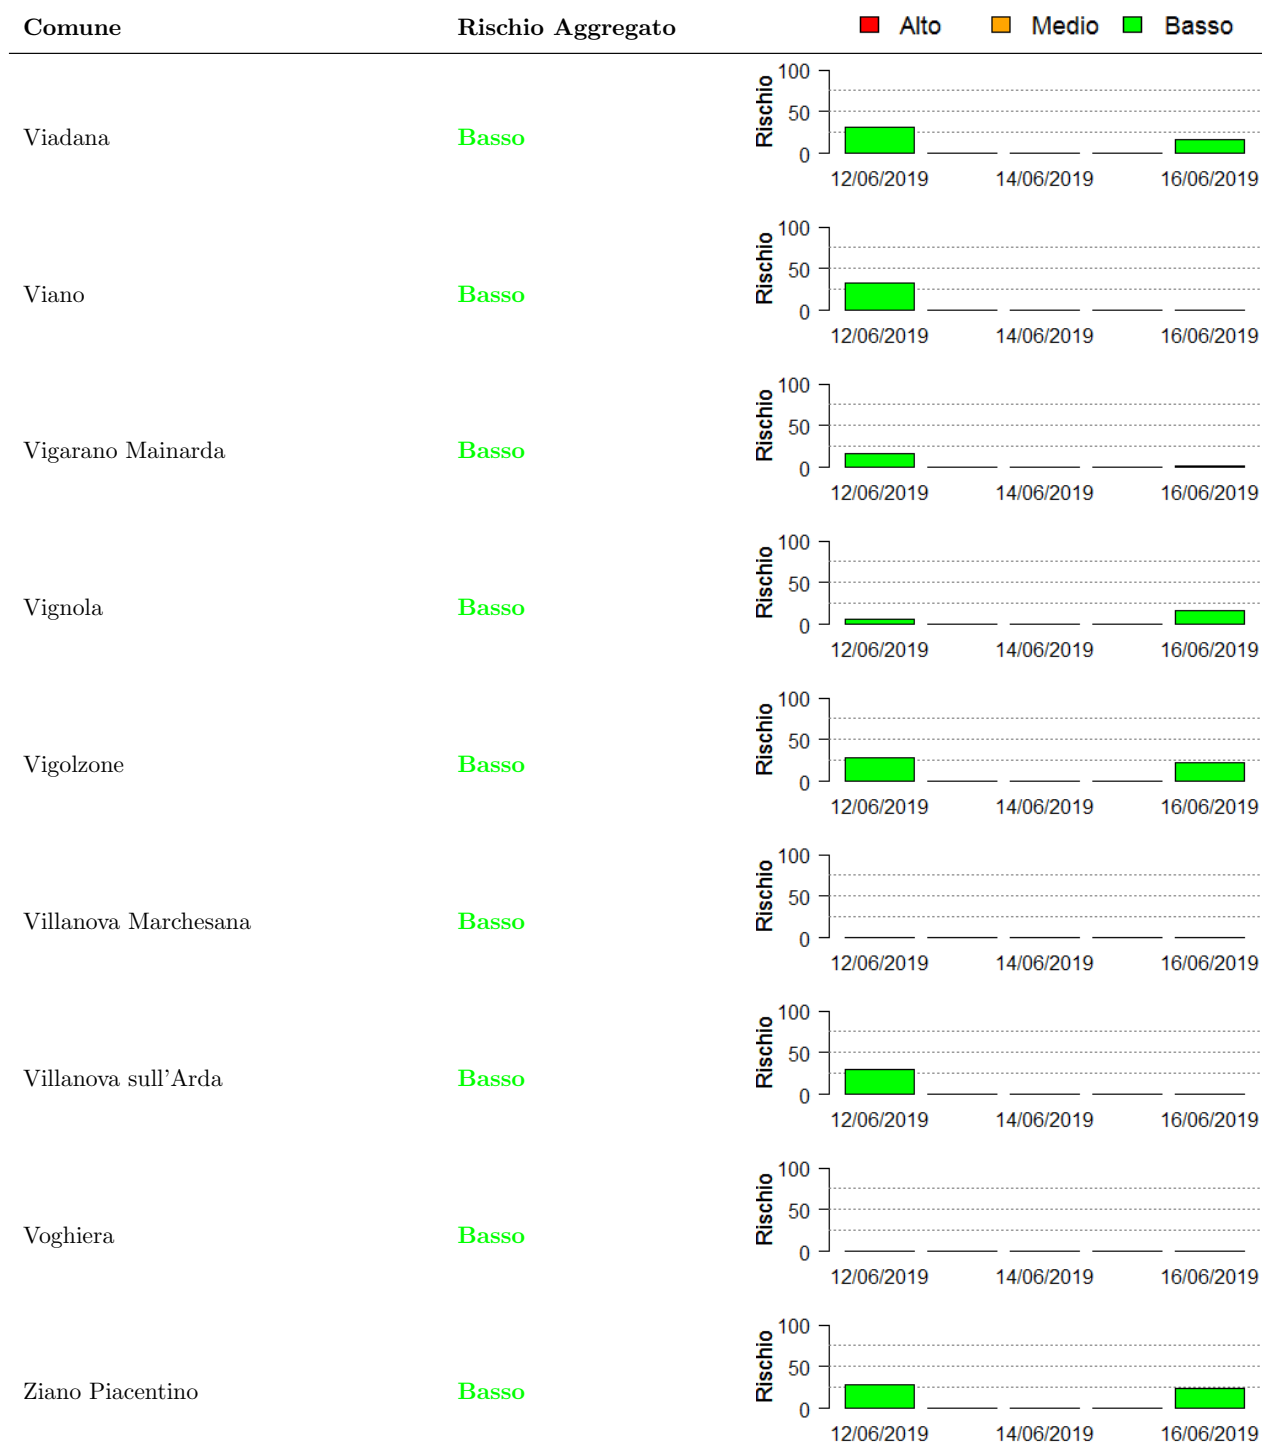 Comune Rischio Aggregato Alto Medio Basso
Viadana Basso Rischio 100 50 0
12/06/2019 14/06/2019 16/06/2019
Viano Basso Rischio 100 50 0
12/06/2019 14/06/2019 16/06/2019
Vigarano Mainarda Basso Rischio 100 50 0
12/06/2019 14/06/2019 16/06/2019
Vignola Basso Rischio 100 50 0
12/06/2019 14/06/2019 16/06/2019
Vigolzone Basso Rischio 100 50 0
12/06/2019 14/06/2019 16/06/2019
Villanova Marchesana Basso Rischio 100 50 0
12/06/2019 14/06/2019 16/06/2019
Villanova sull'Arda Basso Rischio 100 50 0
12/06/2019 14/06/2019 16/06/2019
Voghiera Basso Rischio 100 50 0
12/06/2019 14/06/2019 16/06/2019
Ziano Piacentino Basso Rischio 100 50 0
12/06/2019 14/06/2019 16/06/2019